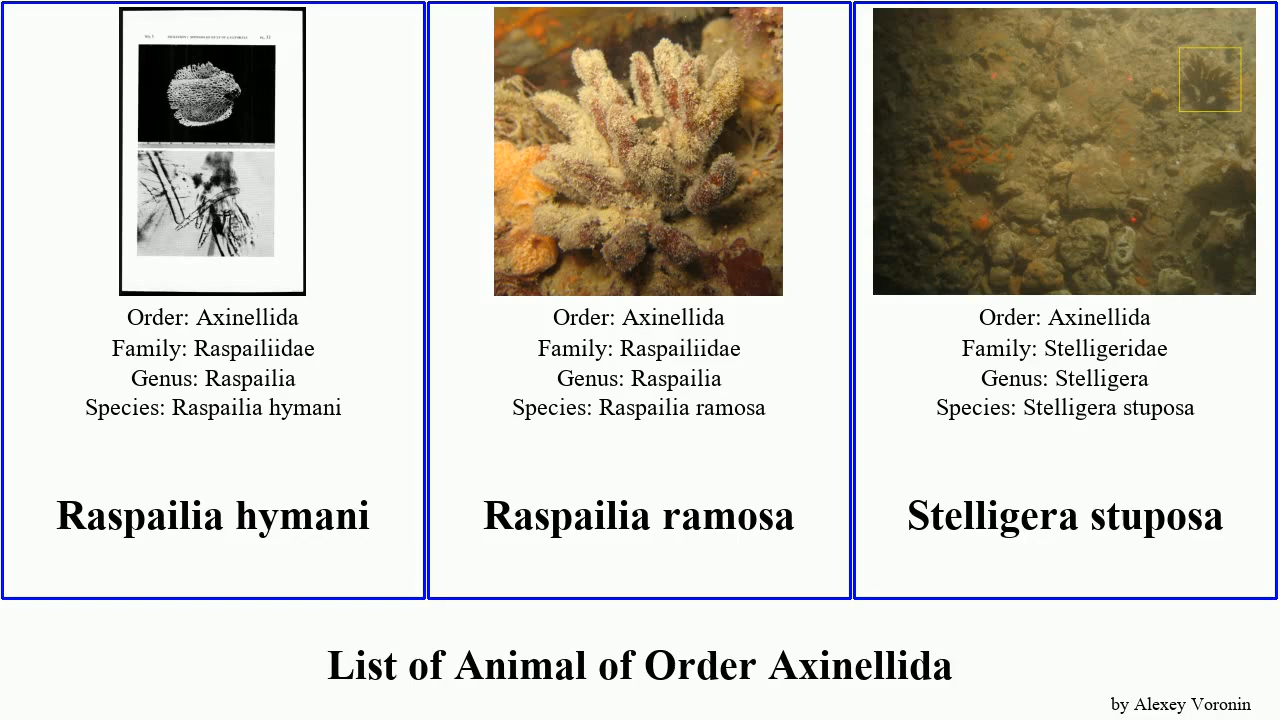 Order: Axinellida
Family: Raspailiidae
Genus: Raspailia
Species: Raspailia hymani
Raspailia hymani
Order: Axinellida
Family: Raspailiidae
Genus: Raspailia
Species: Raspailia ramosa
Raspailia ramosa
Order: Axinellida
Family: Stelligeridae
Genus: Stelligera
Species: Stelligera stuposa
Stelligera stuposa
List of Animal of Order Axinellida
by Alexey Voronin